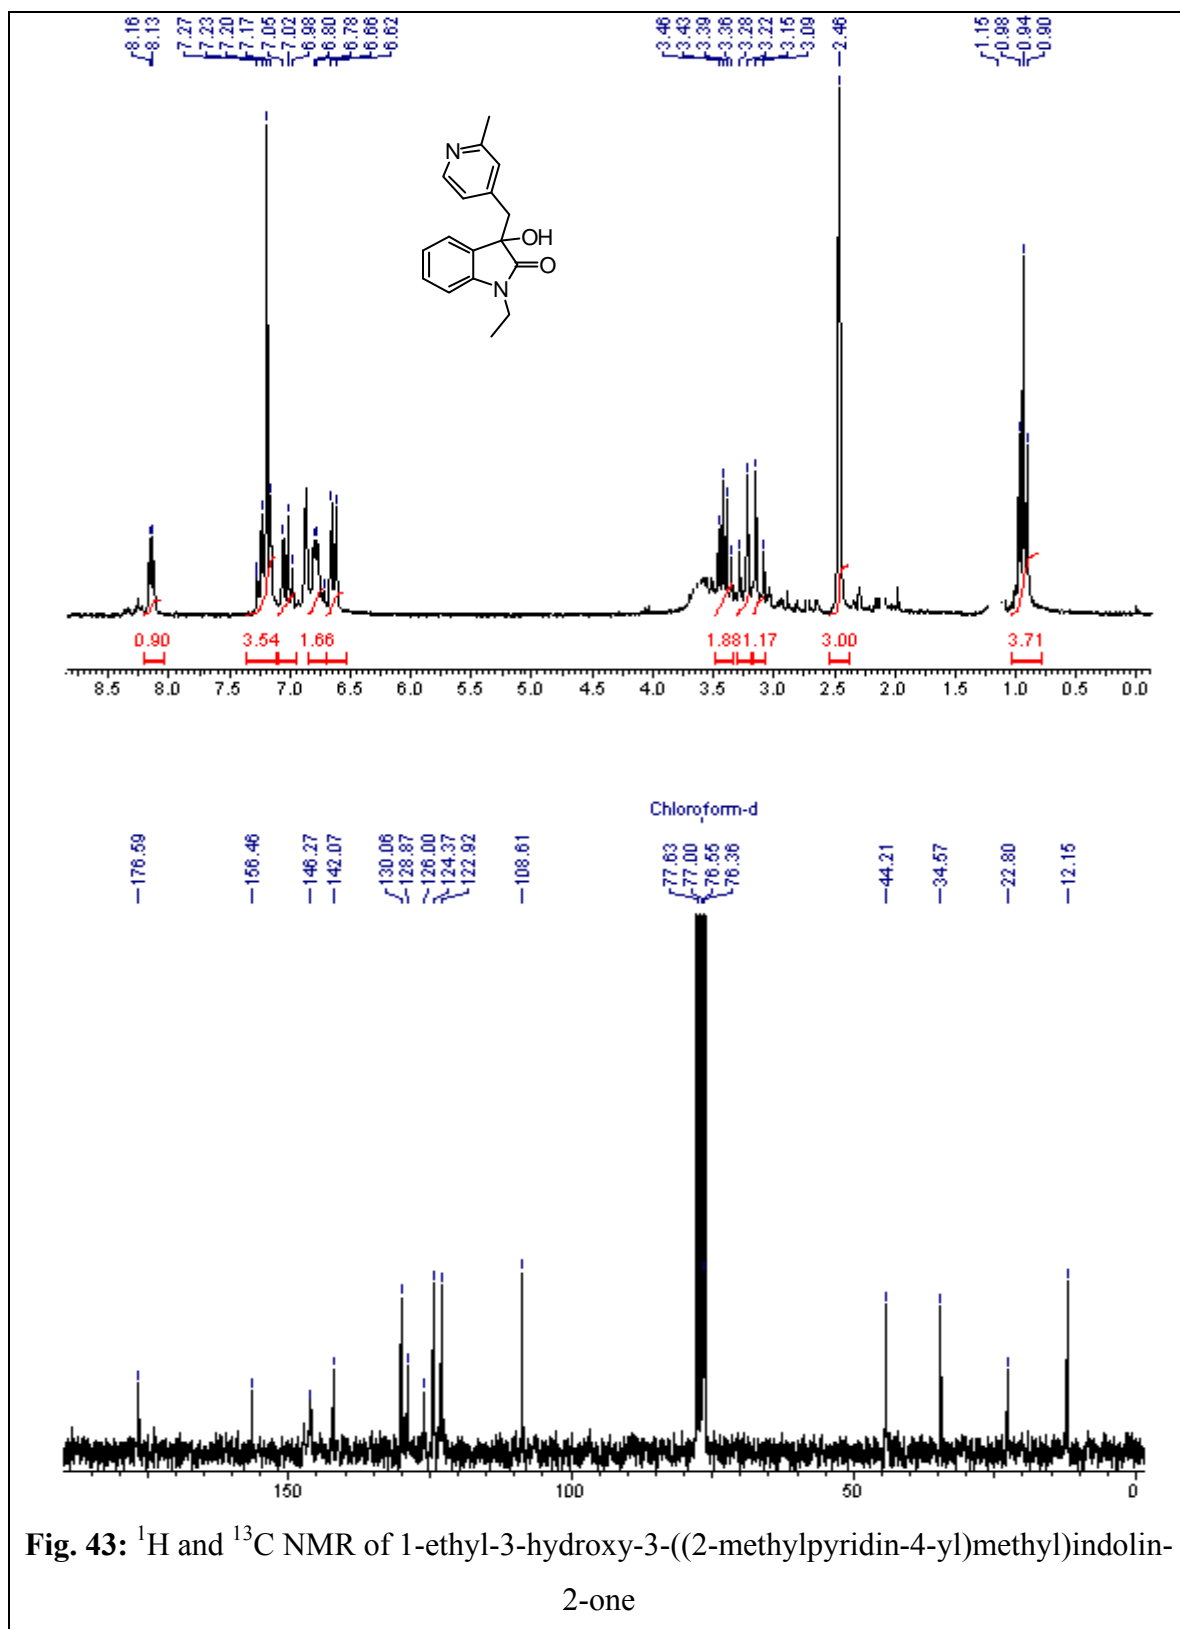 8.16 8.13 7.27 7.23 7.20 7.17 7.05 7.02 6.98 6.80 6.78 6.66 6.62 3.46 3.43 3.39 3.36 3.28 3.22 3.15 3.09 2.46 1.15 0.98 0.94 0.90
N
OH
O
N
0.90 3.54 1.66 1.88 1.17 3.00 3.71
8.5 8.0 7.5 7.0 6.5 6.0 5.5 5.0 4.5 4.0 3.5 3.0 2.5 2.0 1.5 1.0 0.5 0.0
Chloroform-d
176.59 156.46 146.27 142.07 130.06 128.87 126.00 124.37 122.92 108.61 77.63 77.00 76.55 76.36 44.21 34.57 22.80 12.15
150 100 50 0
Fig. 43: ¹H and ¹³C NMR of 1-ethyl-3-hydroxy-3-((2-methylpyridin-4-yl)methyl)indolin-
2-one